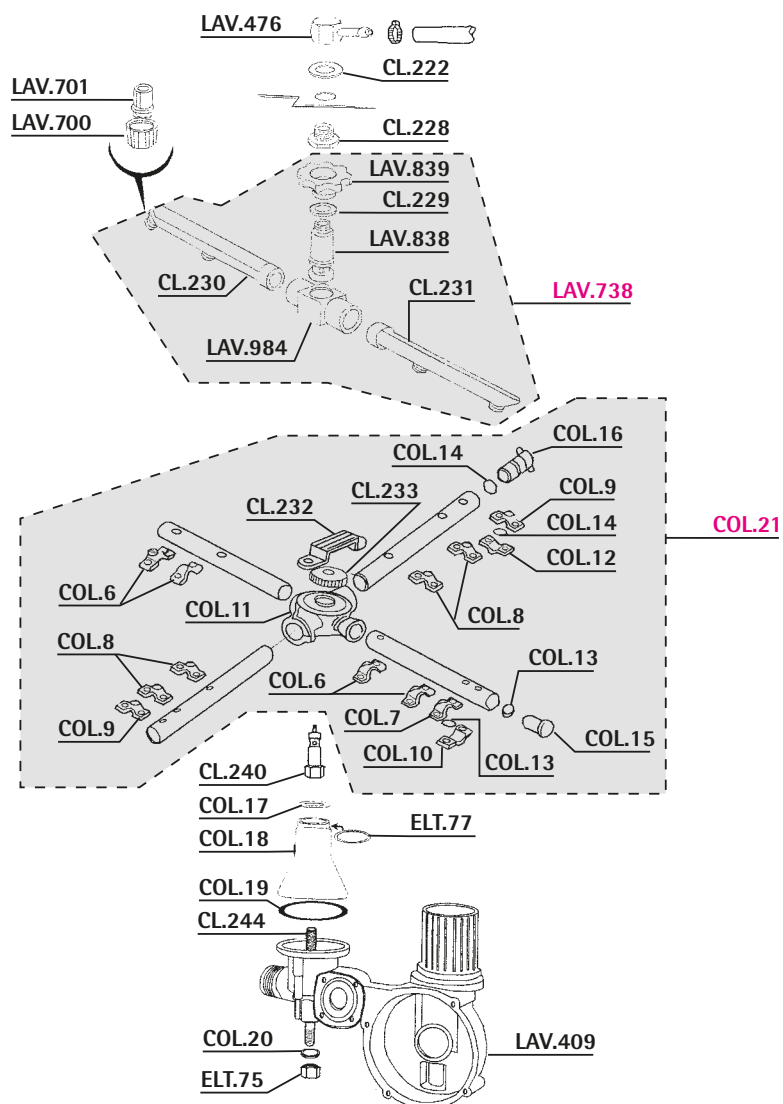 LAV.476
CL.222
LAV.701
LAV.700
CL.228
LAV.839
CL.229
LAV.838
CL.230
CL.231
LAV.738
LAV.984
COL.16
COL.14
CL.233
COL.9
CL.232
COL.14
COL.21
COL.12
COL.6
COL.11
COL.8
COL.8
COL.13
COL.6
COL.7
COL.9
COL.15
COL.10
COL.13
CL.240
COL.17
ELT.77
COL.18
COL.19
CL.244
COL.20
LAV.409
ELT.75